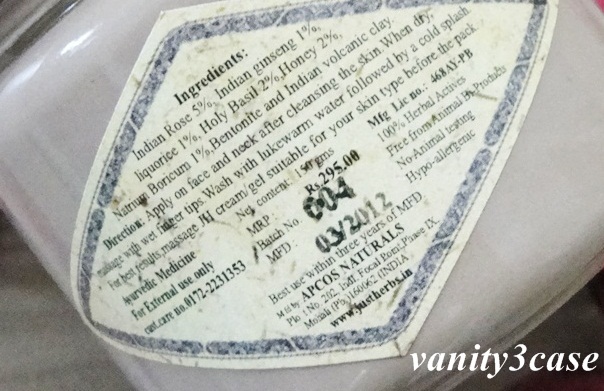 Ingredients:
Indian Rose 5%, Indian ginseng 1%,
liquorice 1%, Holy Basil 2%, Honey 2%,
Natrum Boricum 1%, Bentonite and Indian volcanic clay.
Direction: Apply on face and neck after cleansing the skin. When dry,
massage with wet finger tips. Wash with lukewarm water followed by a cold splash
For best results, massage JH cream/gel suitable for your skin type before the pack
Ayurvedic Medicine
For External use only
cust.care no.0172-2231353
Net content: 150 gms
MRP: Rs.295.00
Batch No. 004
MFD. 03/2012
Mfg Lic no.: 468AY-PB
100% Herbal Actives
Free from Animal By Products
No Animal testing
Hypo-allergenic
Best use within three years of MFD
M fd by APCOS NATURALS
Plot No. 202, Indl. Focal Point, Phase IX
Mohali (Pb) (INDIA
www.justherbs.in
vanity3case